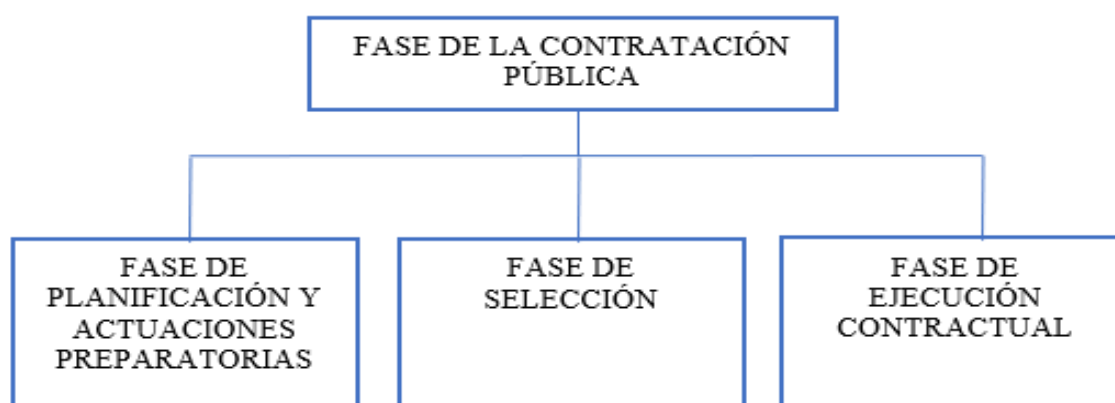 FASE DE LA CONTRATACIÓN
PÚBLICA
FASE DE
PLANIFICACIÓN Y
ACTUACIONES
PREPARATORIAS
FASE DE
SELECCIÓN
FASE DE
EJECUCIÓN
CONTRACTUAL